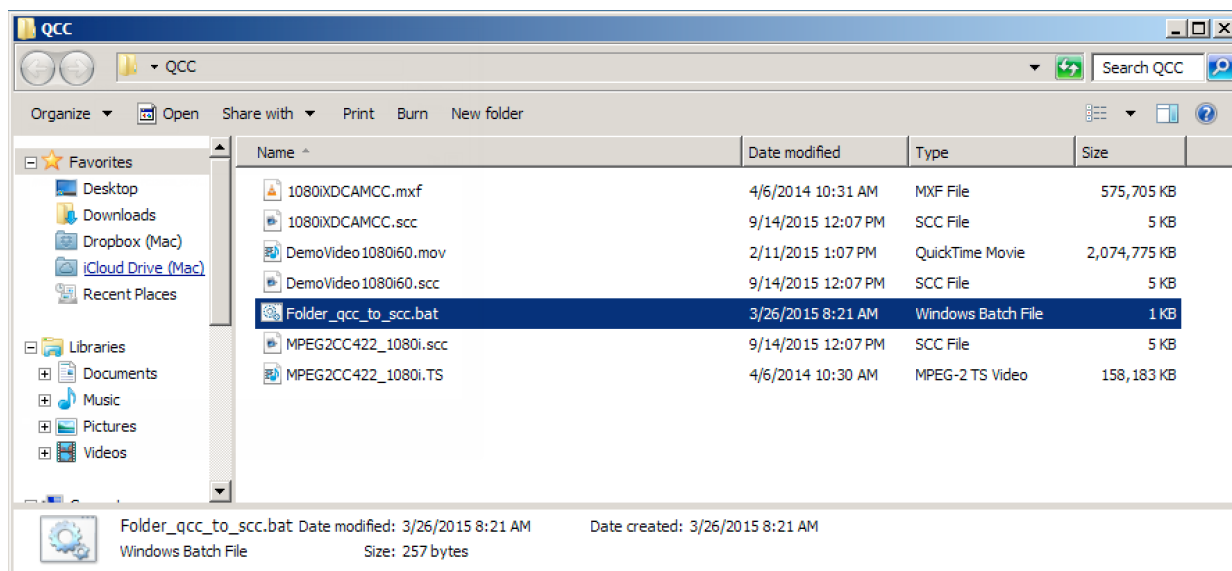 QCC
QCC
Search QCC
Organize Open Share with Print Burn New folder
Name Date modified Type Size
Favorites
Desktop
Downloads
Dropbox (Mac)
iCloud Drive (Mac)
Recent Places
Libraries
Documents
Music
Pictures
Videos
1080iXDCAMCC.mxf 4/6/2014 10:31 AM MXF File 575,705 KB
1080iXDCAMCC.scc 9/14/2015 12:07 PM SCC File 5 KB
DemoVideo1080i60.mov 2/11/2015 1:07 PM QuickTime Movie 2,074,775 KB
DemoVideo1080i60.scc 9/14/2015 12:07 PM SCC File 5 KB
Folder_qcc_to_scc.bat 3/26/2015 8:21 AM Windows Batch File 1 KB
MPEG2CC422_1080i.scc 9/14/2015 12:07 PM SCC File 5 KB
MPEG2CC422_1080i.TS 4/6/2014 10:30 AM MPEG-2 TS Video 158,183 KB
Folder_qcc_to_scc.bat Date modified: 3/26/2015 8:21 AM Date created: 3/26/2015 8:21 AM
Windows Batch File Size: 257 bytes